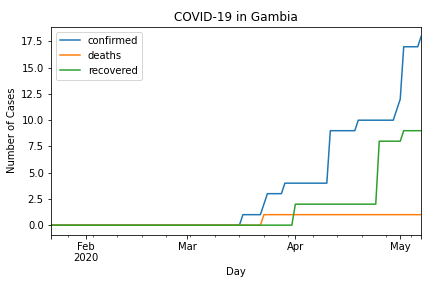 COVID-19 in Gambia
confirmed
deaths
recovered
Number of Cases
17.5
15.0
12.5
10.0
7.5
5.0
2.5
0.0
Feb
2020
Mar
Apr
May
Day